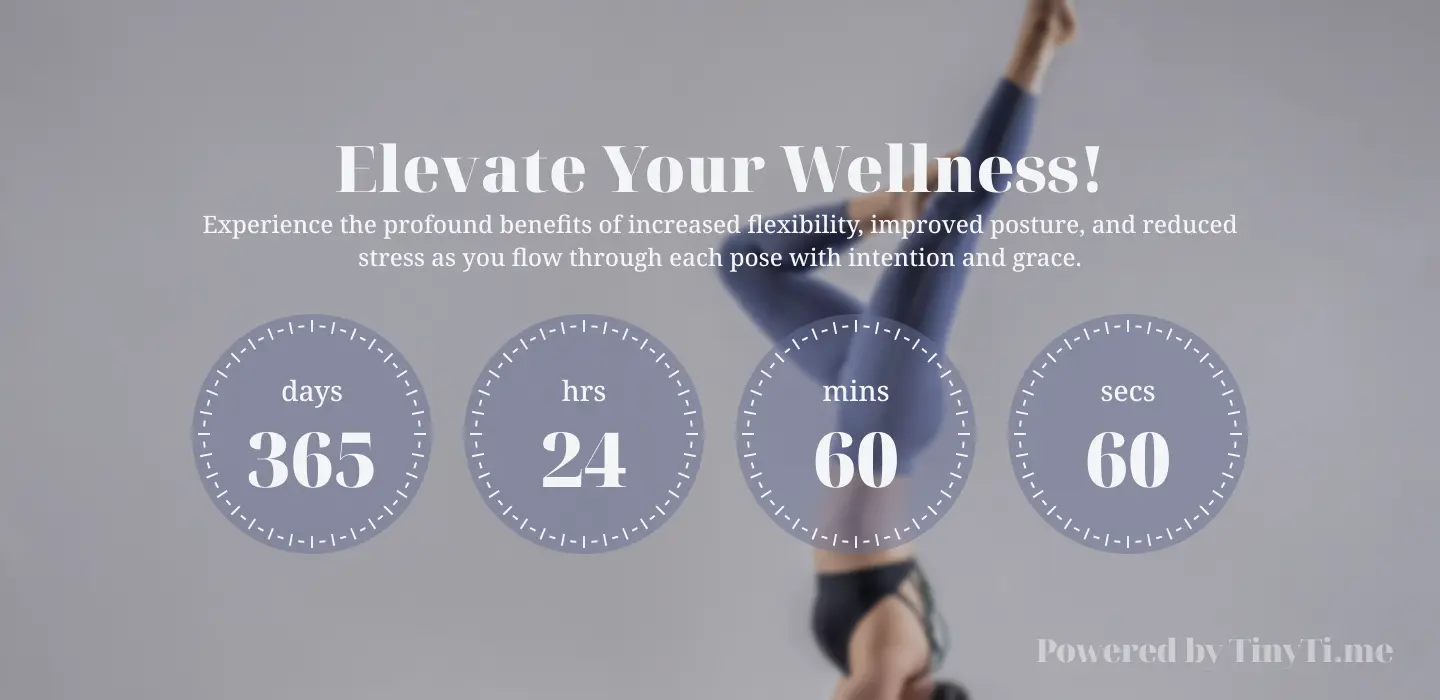 Elevate Your Wellness!
Experience the profound benefits of increased flexibility, improved posture, and reduced
stress as you flow through each pose with intention and grace.
days hrs mins secs
365 24 60 60
Powered by TinyTi.me